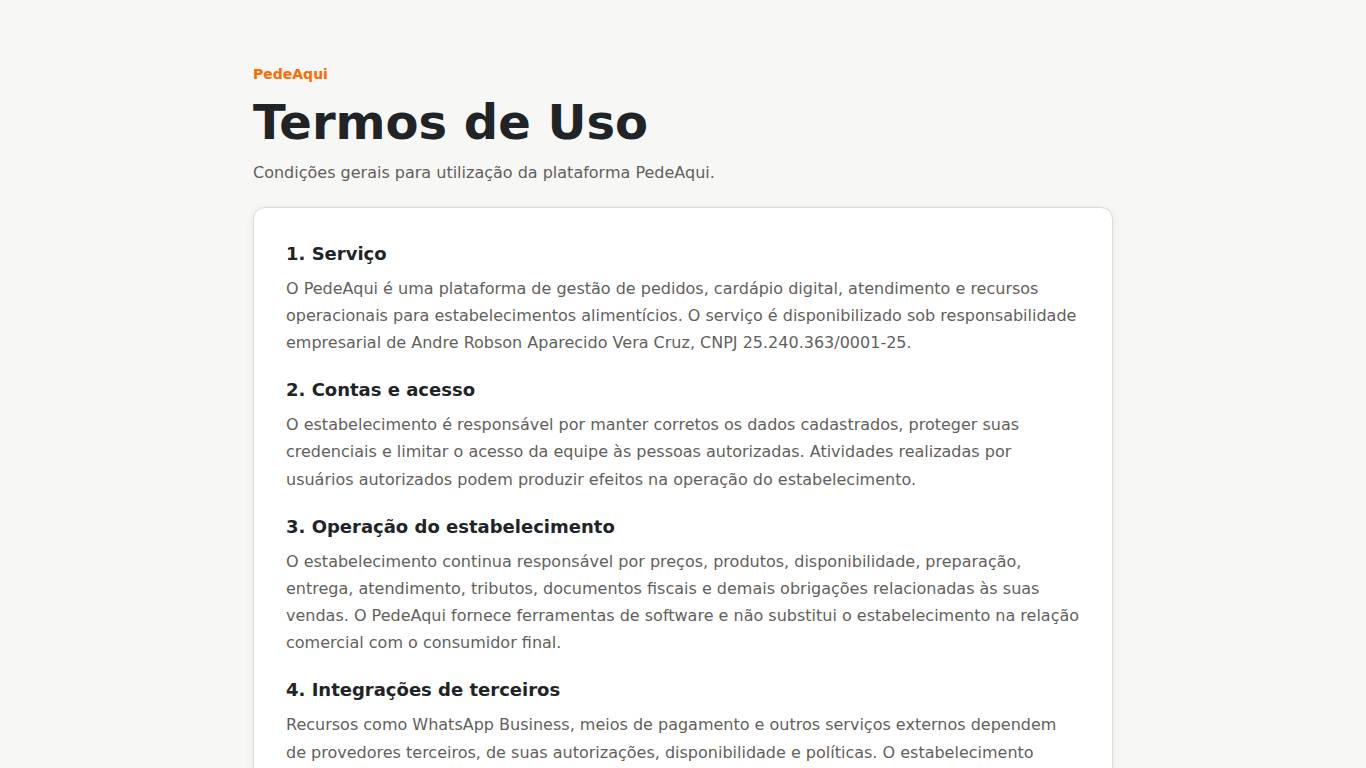 PedeAqui
Termos de Uso
Condições gerais para utilização da plataforma PedeAqui.
1. Serviço
O PedeAqui é uma plataforma de gestão de pedidos, cardápio digital, atendimento e recursos
operacionais para estabelecimentos alimentícios. O serviço é disponibilizado sob responsabilidade
empresarial de Andre Robson Aparecido Vera Cruz, CNPJ 25.240.363/0001-25.
2. Contas e acesso
O estabelecimento é responsável por manter corretos os dados cadastrados, proteger suas
credenciais e limitar o acesso da equipe às pessoas autorizadas. Atividades realizadas por
usuários autorizados podem produzir efeitos na operação do estabelecimento.
3. Operação do estabelecimento
O estabelecimento continua responsável por preços, produtos, disponibilidade, preparação,
entrega, atendimento, tributos, documentos fiscais e demais obrigações relacionadas às suas
vendas. O PedeAqui fornece ferramentas de software e não substitui o estabelecimento na relação
comercial com o consumidor final.
4. Integrações de terceiros
Recursos como WhatsApp Business, meios de pagamento e outros serviços externos dependem
de provedores terceiros, de suas autorizações, disponibilidade e políticas. O estabelecimento